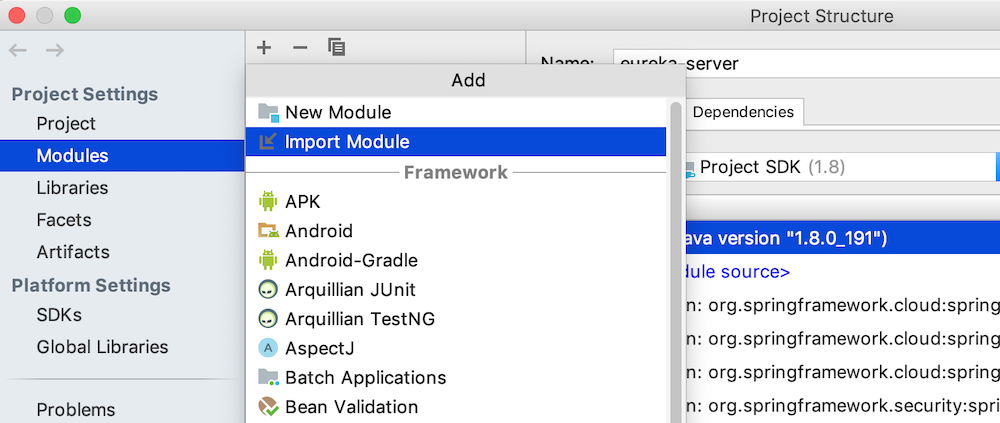 Project Structure
Project Settings
Project
Modules
Libraries
Facets
Artifacts
Platform Settings
SDKs
Global Libraries
Problems
Add
New Module
Import Module
Framework
APK
Android
Android-Gradle
Arquillian JUnit
Arquillian TestNG
AspectJ
Batch Applications
Bean Validation
Name: eureka-server
Dependencies
Project SDK (1.8)
ava version "1.8.0_191")
dule source>
n: org.springframework.cloud:spring
n: org.springframework.cloud:spring
n: org.springframework.cloud:spring
n: org.springframework.security:spri